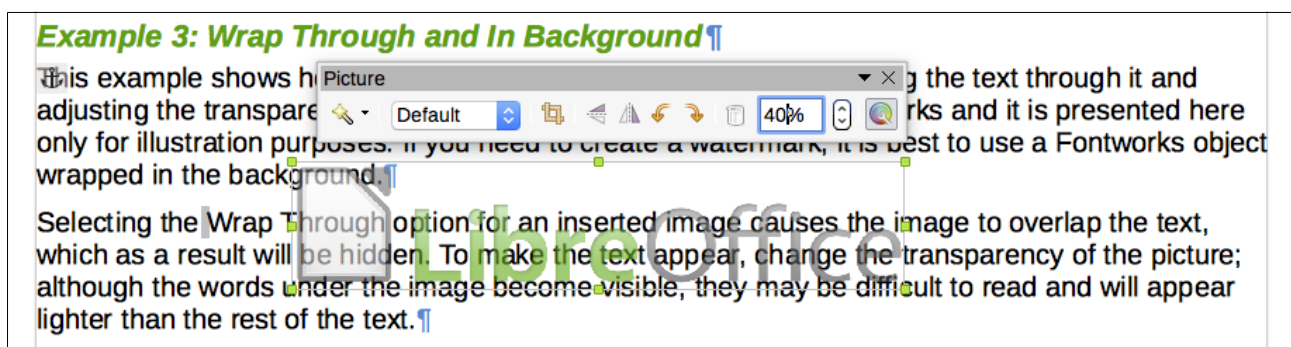 Example 3: Wrap Through and In Background¶
This example shows h
Picture
g the text through it and
adjusting the transpare
Default
40%
rks and it is presented here
only for illustration purposes. If you need to create a watermark, it is best to use a Fontworks object
wrapped in the background.¶
LibreOffice
Selecting the Wrap Through option for an inserted image causes the image to overlap the text,
which as a result will be hidden. To make the text appear, change the transparency of the picture;
although the words under the image become visible, they may be difficult to read and will appear
lighter than the rest of the text.¶